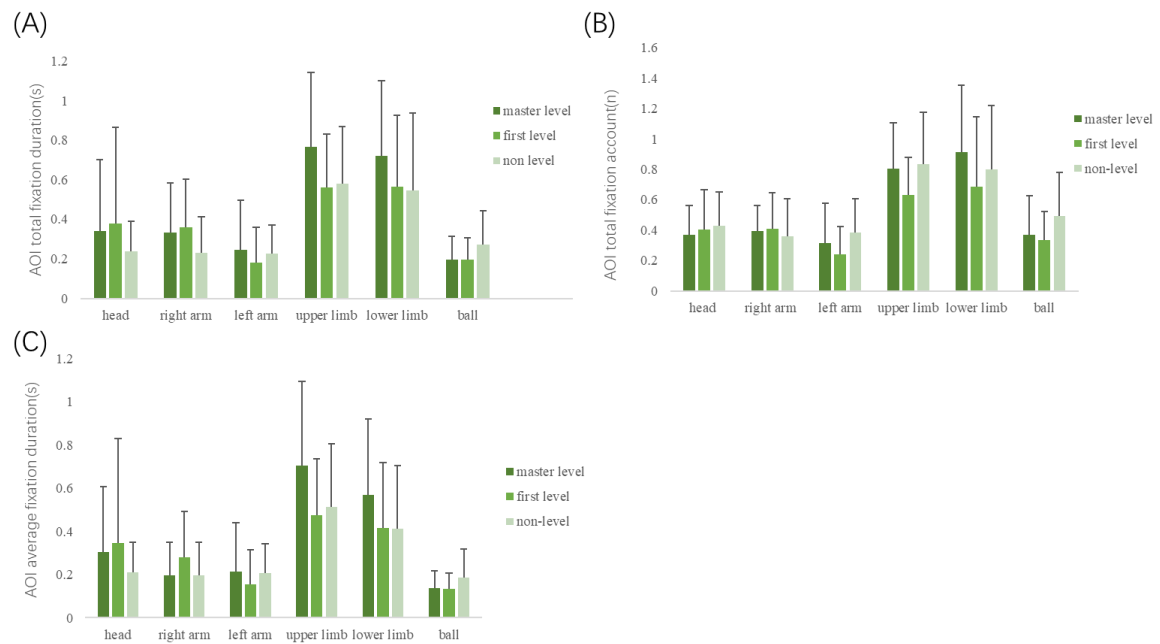 (A)
AOI total fixation duration(s)
1.2
1
0.8
0.6
0.4
0.2
0
head right arm left arm upper limb lower limb ball
master level
first level
non level
(B)
AOI total fixation account(n)
1.6
1.4
1.2
1
0.8
0.6
0.4
0.2
0
head right arm left arm upper limb lower limb ball
master level
first level
non-level
(C)
AOI average fixation duration(s)
1.2
1
0.8
0.6
0.4
0.2
0
head right arm left arm upper limb lower limb ball
master level
first level
non-level